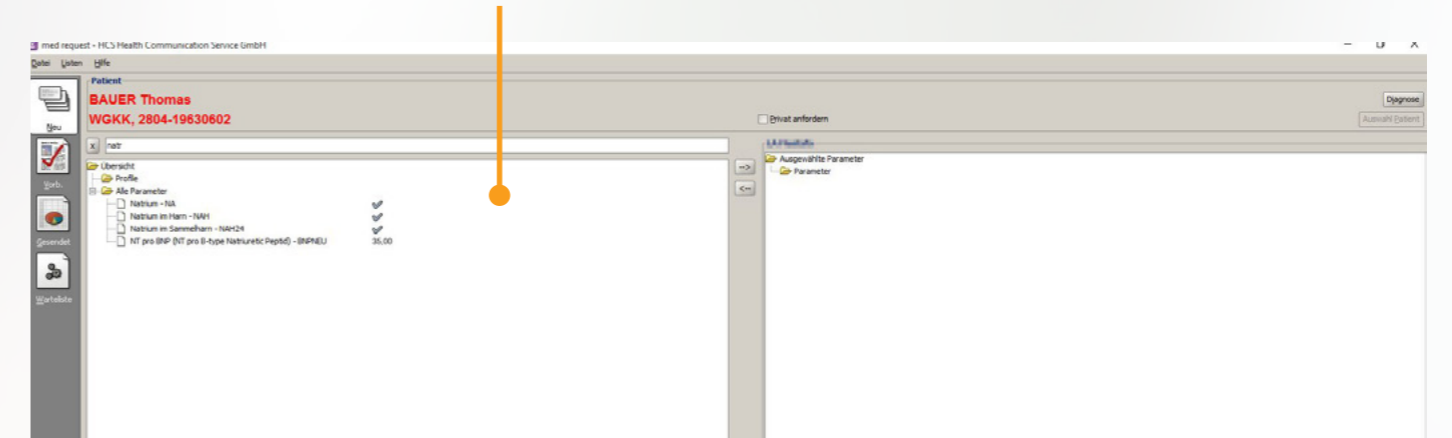 med request - HCS Health Communication Service GmbH
Datei Listen Hilfe
Patient
BAUER Thomas
WGKK, 2804-19630602
Privat anfordern
Diagnose
Auswahl Patient
Neu
Vorb.
Gesendet
Warteliste
x natr
Übersicht
Profile
Alle Parameter
Natrium - NA
Natrium im Harn - NAH
Natrium im Sammelharn - NAH24
NT pro BNP (NT pro B-type Natriuretic Peptid) - BNPNEU 35,00
-->
<--
Ausgewählte Parameter
Parameter